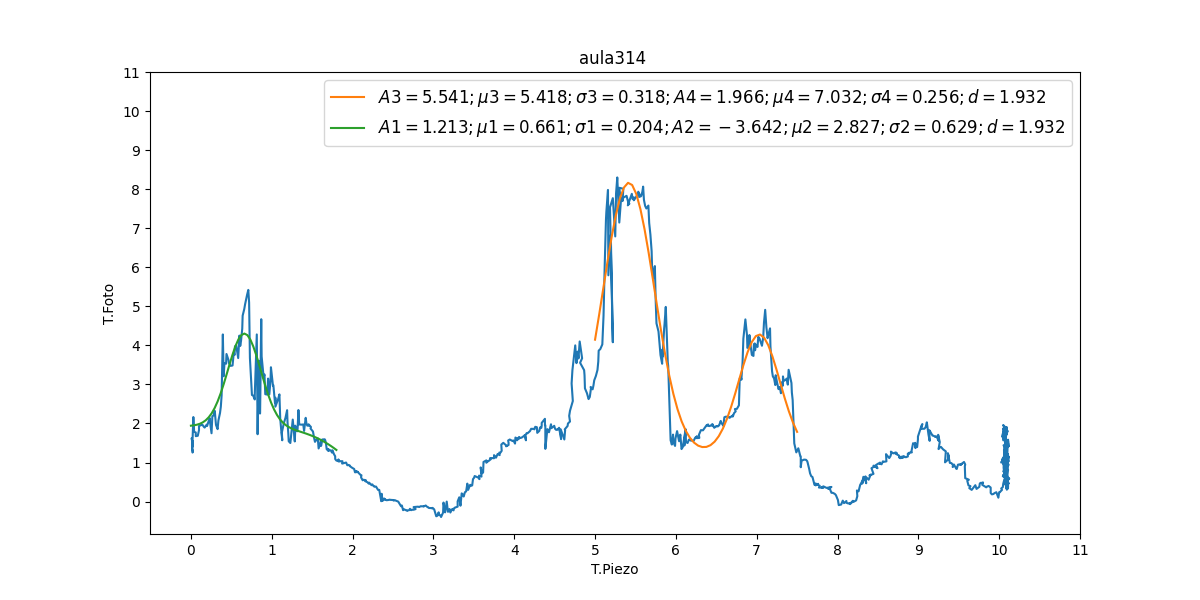 aula314
A3 = 5.541; μ3 = 5.418; σ3 = 0.318; A4 = 1.966; μ4 = 7.032; σ4 = 0.256; d = 1.932
A1 = 1.213; μ1 = 0.661; σ1 = 0.204; A2 = −3.642; μ2 = 2.827; σ2 = 0.629; d = 1.932
11
10
9
8
7
6
5
4
3
2
1
0
T.Foto
0 1 2 3 4 5 6 7 8 9 10 11
T.Piezo